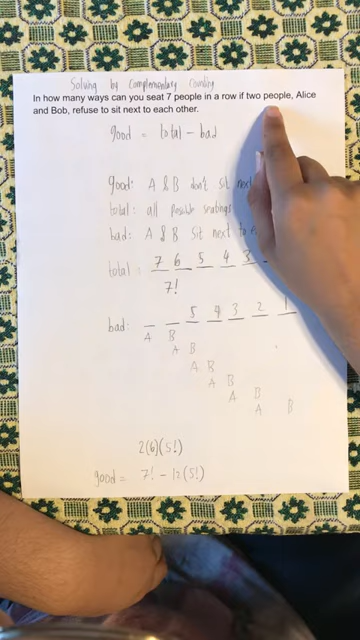 Solving by Complementary Counting
In how many ways can you seat 7 people in a row if two people, Alice
and Bob, refuse to sit next to each other.
good = total - bad
good: A & B don't sit next
total: all possible seatings
bad: A & B sit next to
total: 7 6 5 4 3
7!
bad: _ _ 5 4 3 2 1
A B
A B
A B
A B
A B
A B
2(6)(5!)
good = 7! - 12(5!)